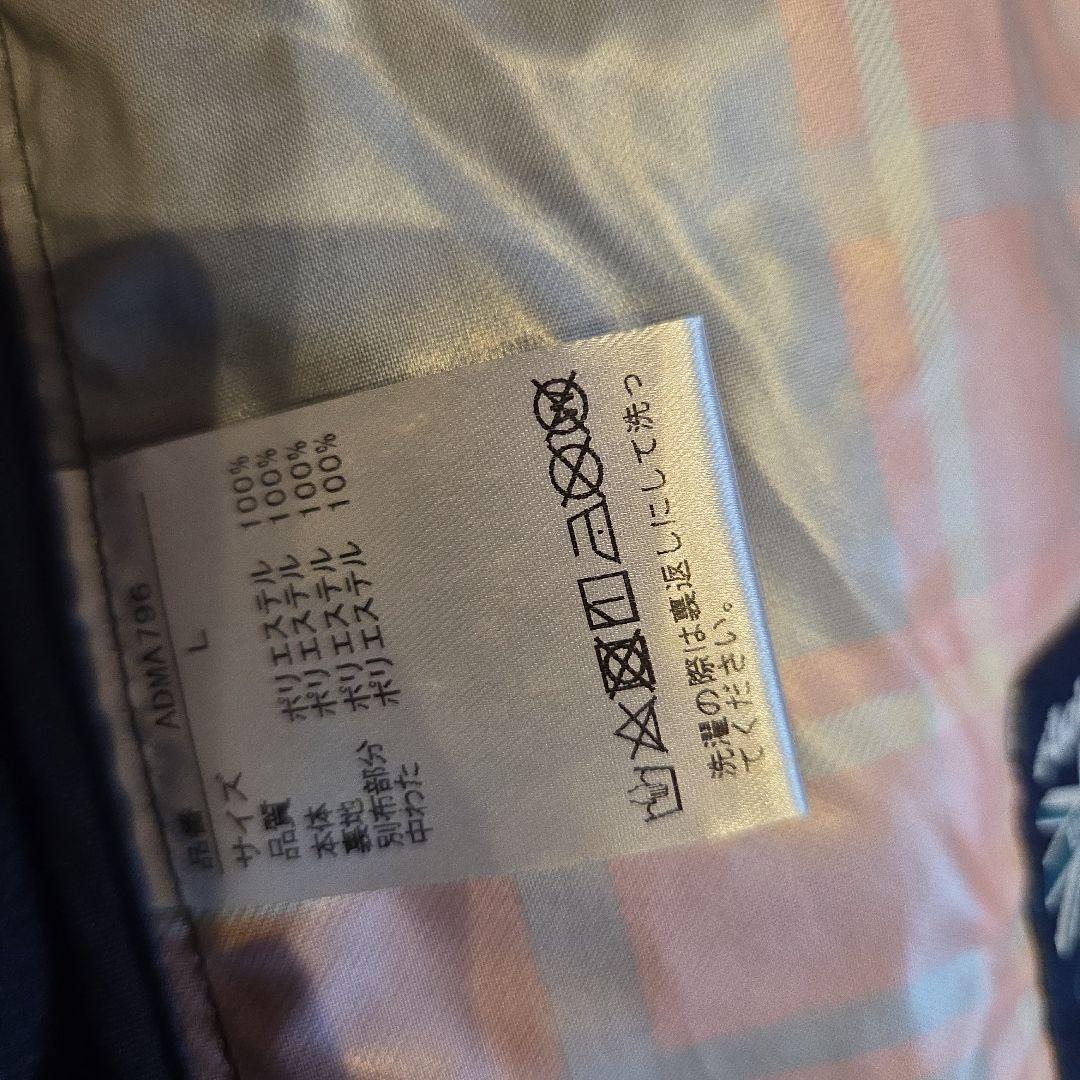 品番 ADMA796
サイズ L
品質
本体 ポリエステル 100%
裏地 ポリエステル 100%
別布部分 ポリエステル 100%
中わた ポリエステル 100%
洗濯の際は裏返しにして洗っ
てください。